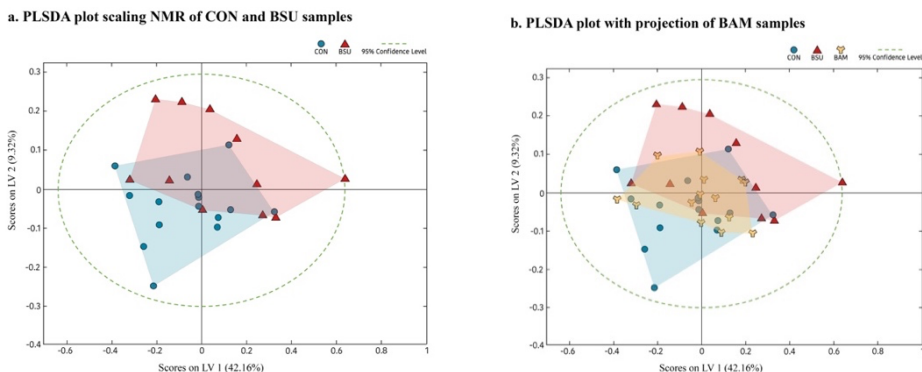 a. PLSDA plot scaling NMR of CON and BSU samples
CON BSU 95% Confidence Level
0.3
0.2
0.1
0
-0.1
-0.2
-0.3
-0.4
-0.6 -0.4 -0.2 0 0.2 0.4 0.6 0.8 1
Scores on LV 2 (9.32%)
Scores on LV 1 (42.16%)
b. PLSDA plot with projection of BAM samples
CON BSU BAM 95% Confidence Level
0.3
0.2
0.1
0
-0.1
-0.2
-0.3
-0.4
-0.6 -0.4 -0.2 0 0.2 0.4 0.6 0.8 1
Scores on LV 2 (9.32%)
Scores on LV 1 (42.16%)